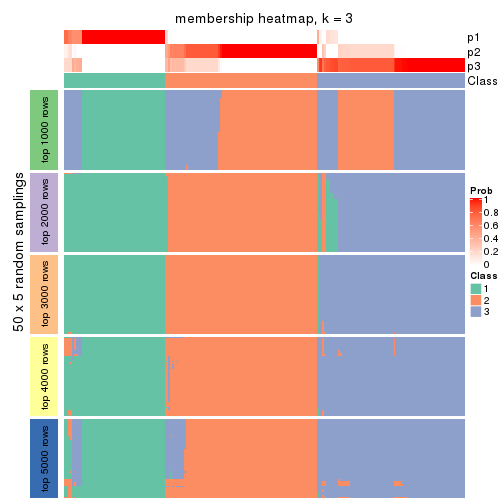 membership heatmap, k = 3
p1
p2
p3
Class
50 x 5 random samplings
top 1000 rows
top 2000 rows
top 3000 rows
top 4000 rows
top 5000 rows
Prob
1
0.8
0.6
0.4
0.2
0
Class
1
2
3